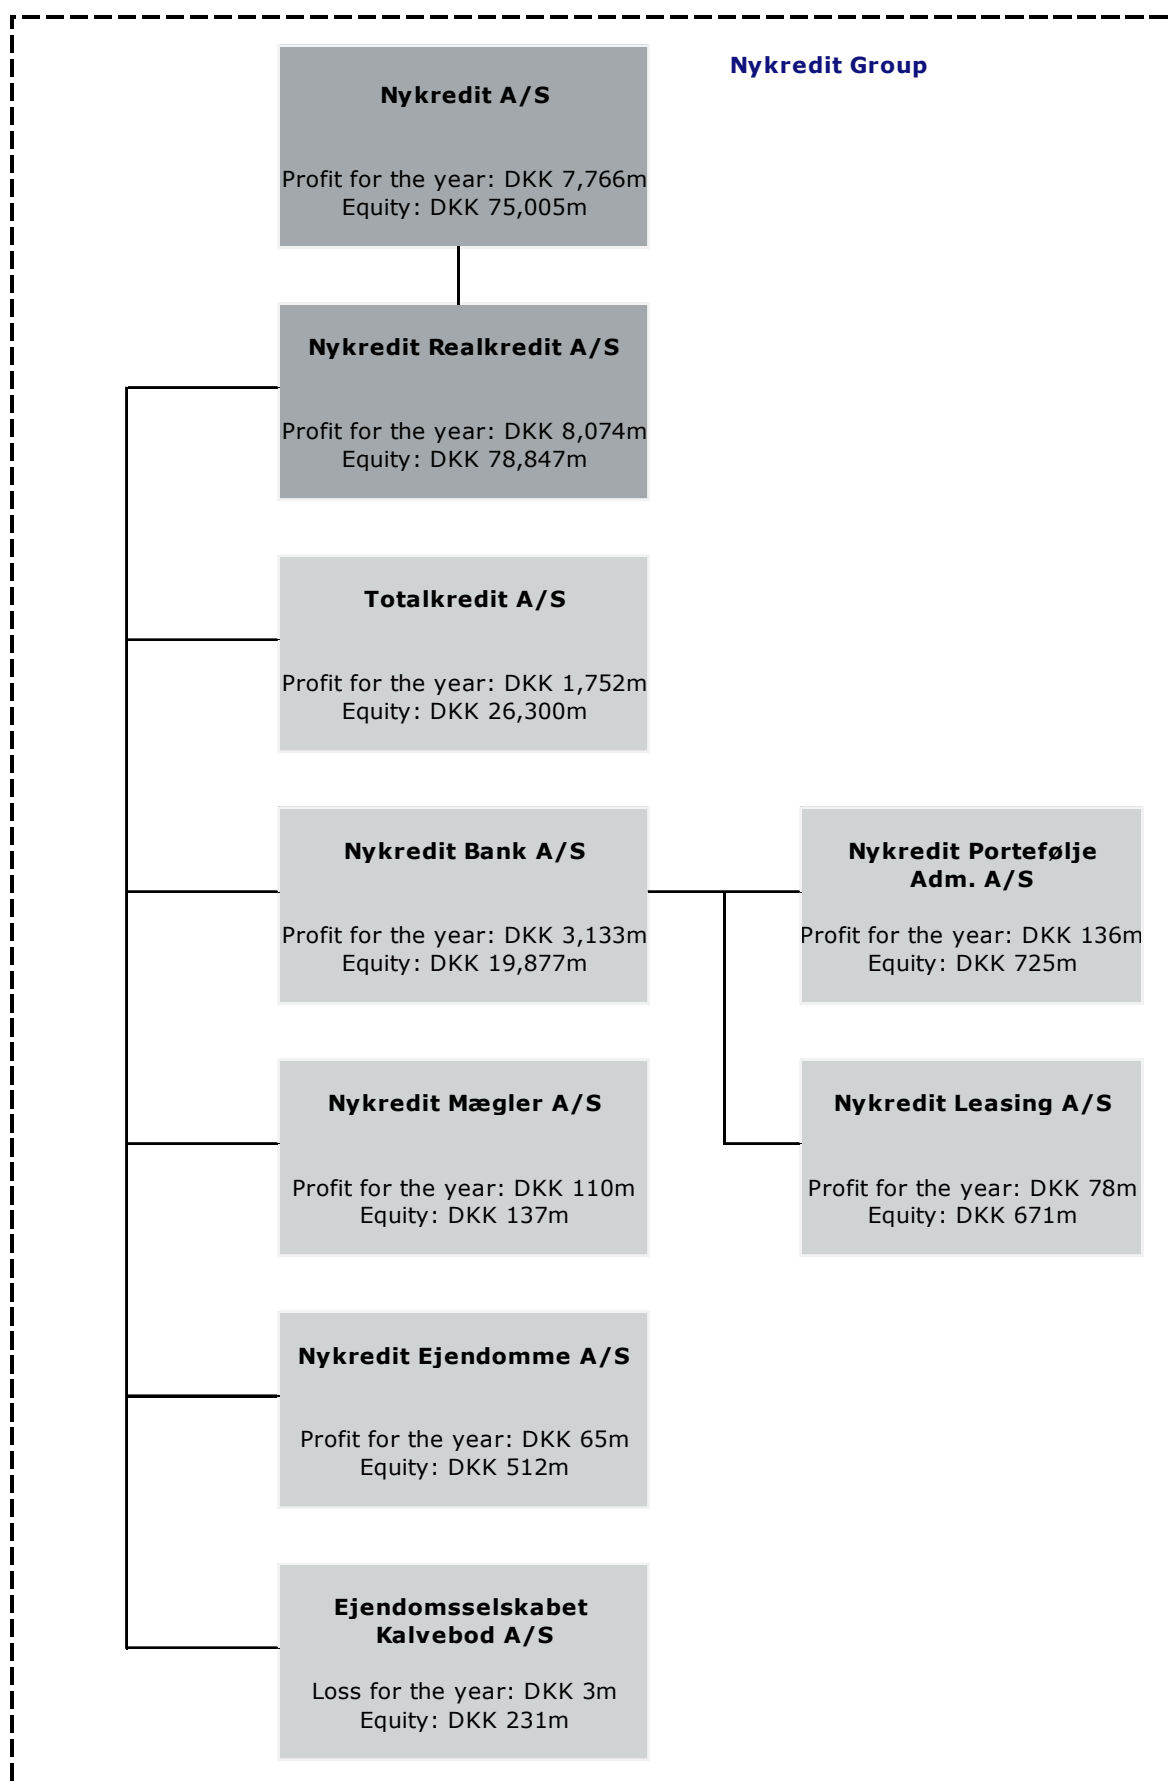 Nykredit Group
Nykredit A/S
Profit for the year: DKK 7,766m
Equity: DKK 75,005m
Nykredit Realkredit A/S
Profit for the year: DKK 8,074m
Equity: DKK 78,847m
Totalkredit A/S
Profit for the year: DKK 1,752m
Equity: DKK 26,300m
Nykredit Bank A/S
Profit for the year: DKK 3,133m
Equity: DKK 19,877m
Nykredit Portefølje
Adm. A/S
Profit for the year: DKK 136m
Equity: DKK 725m
Nykredit Mægler A/S
Profit for the year: DKK 110m
Equity: DKK 137m
Nykredit Leasing A/S
Profit for the year: DKK 78m
Equity: DKK 671m
Nykredit Ejendomme A/S
Profit for the year: DKK 65m
Equity: DKK 512m
Ejendomsselskabet
Kalvebod A/S
Loss for the year: DKK 3m
Equity: DKK 231m